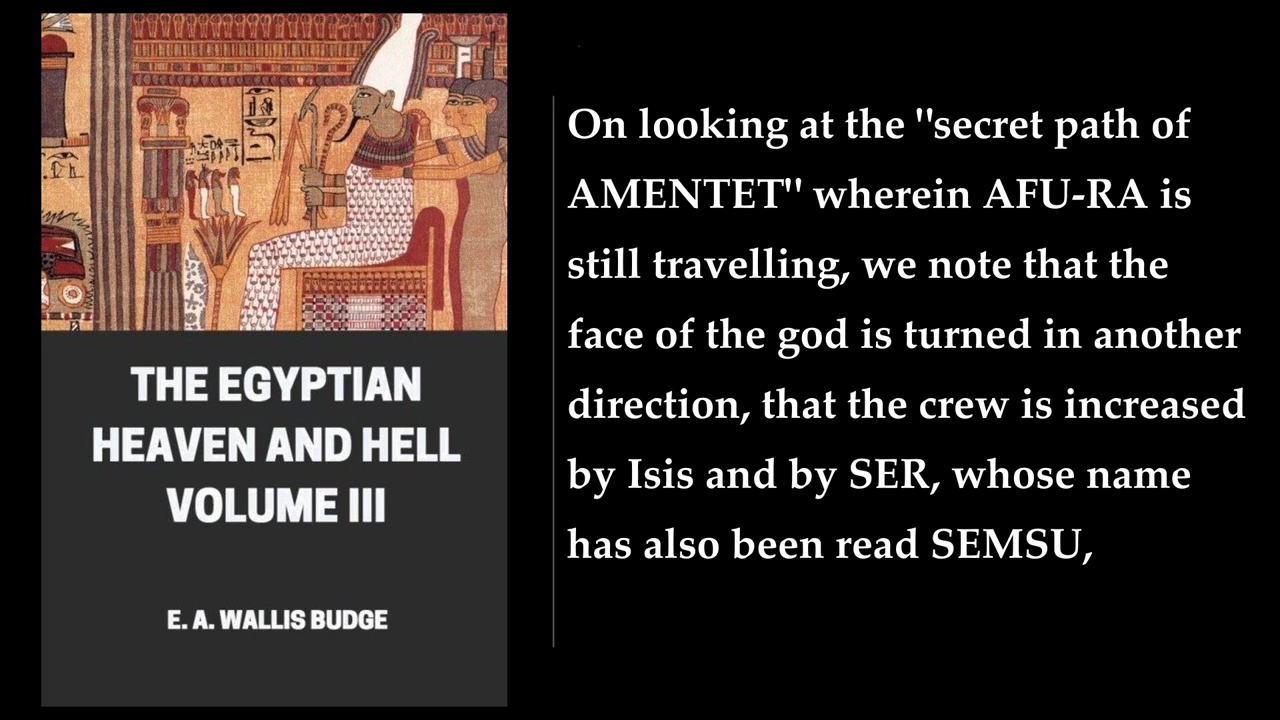 THE EGYPTIAN
HEAVEN AND HELL
VOLUME III
E. A. WALLIS BUDGE
On looking at the "secret path of
AMENTET" wherein AFU-RA is
still travelling, we note that the
face of the god is turned in another
direction, that the crew is increased
by Isis and by SER, whose name
has also been read SEMSU,